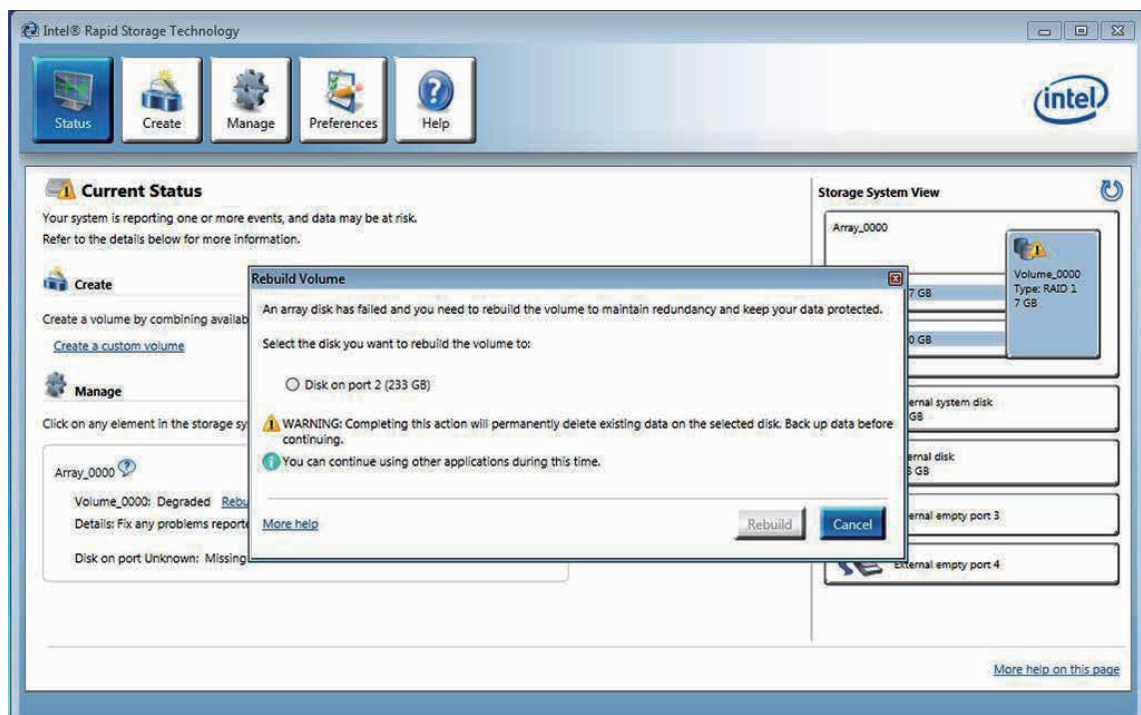 Intel® Rapid Storage Technology
Status
Create
Manage
Preferences
Help
intel
Current Status
Your system is reporting one or more events, and data may be at risk.
Refer to the details below for more information.
Create
Create a volume by combining availab
Create a custom volume
Manage
Click on any element in the storage sy
Array_0000
Volume_0000: Degraded Rebu
Details: Fix any problems reporte
Disk on port Unknown: Missing
Rebuild Volume
An array disk has failed and you need to rebuild the volume to maintain redundancy and keep your data protected.
Select the disk you want to rebuild the volume to:
Disk on port 2 (233 GB)
WARNING: Completing this action will permanently delete existing data on the selected disk. Back up data before
continuing.
You can continue using other applications during this time.
More help
Rebuild
Cancel
Storage System View
Array_0000
Volume_0000
Type: RAID 1
7 GB
7 GB
0 GB
ernal system disk
GB
ernal disk
GB
ernal empty port 3
External empty port 4
More help on this page